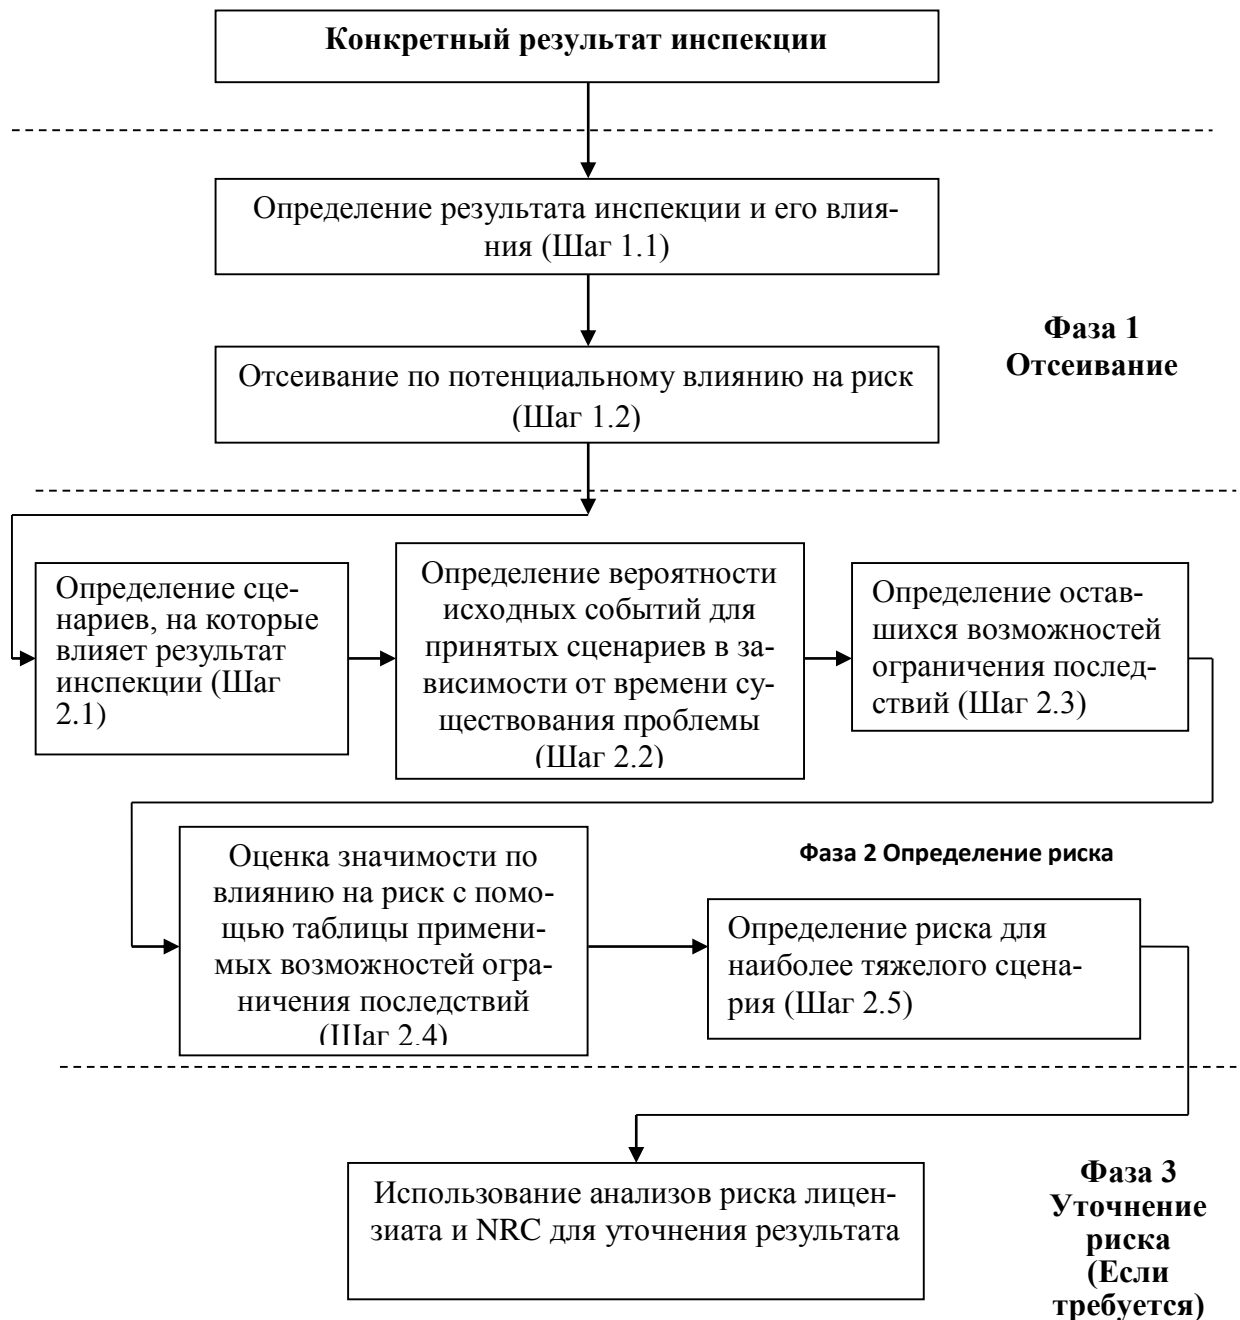 Конкретный результат инспекции
Определение результата инспекции и его влия-
ния (Шаг 1.1)
Фаза 1
Отсеивание
Отсеивание по потенциальному влиянию на риск
(Шаг 1.2)
Определение сце-
нариев, на которые
влияет результат
инспекции (Шаг
2.1)
Определение вероятности
исходных событий для
принятых сценариев в за-
висимости от времени су-
ществования проблемы
(Шаг 2.2)
Определение остав-
шихся возможностей
ограничения послед-
ствий (Шаг 2.3)
Оценка значимости по
влиянию на риск с помо-
щью таблицы примени-
мых возможностей огра-
ничения последствий
(Шаг 2.4)
Фаза 2 Определение риска
Определение риска для
наиболее тяжелого сцена-
рия (Шаг 2.5)
Использование анализов риска лицен-
зиата и NRC для уточнения результата
Фаза 3
Уточнение
риска
(Если
требуется)